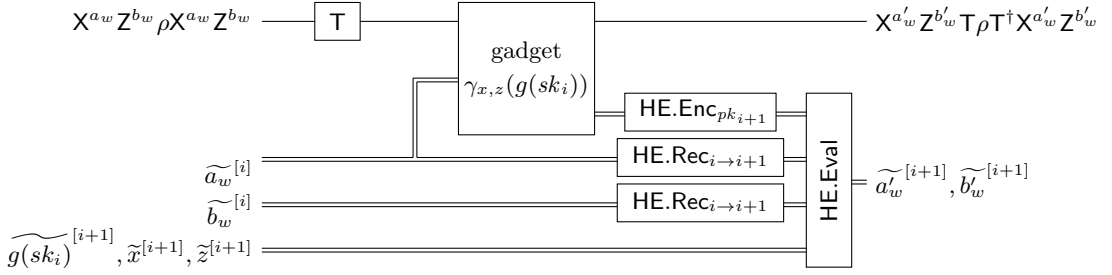 X^{a_w} Z^{b_w} ρ X^{a_w} Z^{b_w}
T
gadget
γ_{x,z}(g(sk_i))
X^{a'_w} Z^{b'_w} T ρ T^† X^{a'_w} Z^{b'_w}
HE.Enc_{pk_{i+1}}
\widetilde{a_w}^{[i]}
HE.Rec_{i→i+1}
\widetilde{b_w}^{[i]}
HE.Rec_{i→i+1}
HE.Eval
\widetilde{a'_w}^{[i+1]}, \widetilde{b'_w}^{[i+1]}
\widetilde{g(sk_i)}^{[i+1]}, \widetilde{x}^{[i+1]}, \widetilde{z}^{[i+1]}